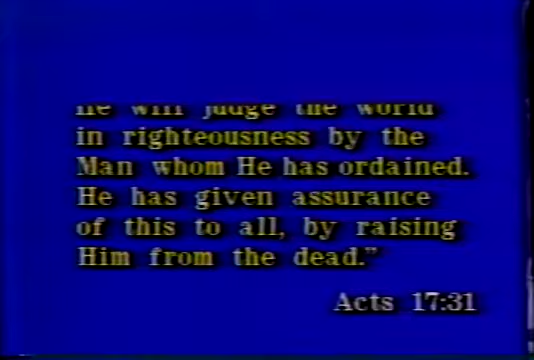 He will judge the world
in righteousness by the
Man whom He has ordained.
He has given assurance
of this to all, by raising
Him from the dead.”
Acts 17:31